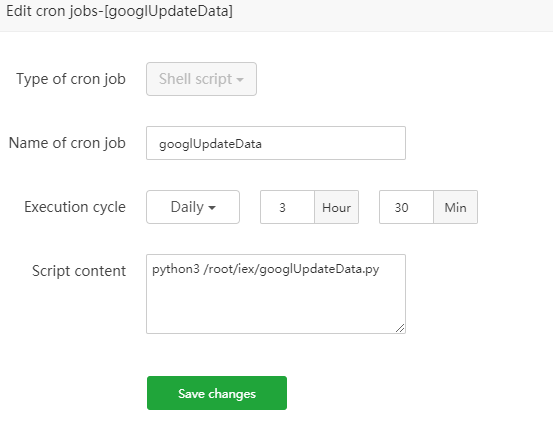 Edit cron jobs-[googlUpdateData]
Type of cron job Shell script
Name of cron job googlUpdateData
Execution cycle Daily 3 Hour 30 Min
Script content python3 /root/iex/googlUpdateData.py
Save changes